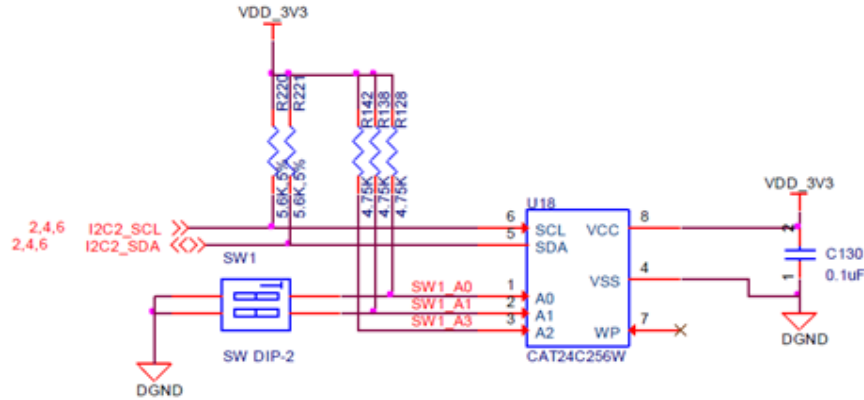 VDD_3V3
R220
R221
R142
R138
R128
5.6K,5%
5.6K,5%
4.75K
4.75K
4.75K
U18
VDD_3V3
2,4,6 I2C2_SCL
2,4,6 I2C2_SDA
6 SCL VCC 8
5 SDA
2
C130
0.1uF
1
SW1
VSS 4
SW1_A0 1 A0
SW1_A1 2 A1
SW1_A3 3 A2
WP 7
SW DIP-2
CAT24C256W
DGND
DGND